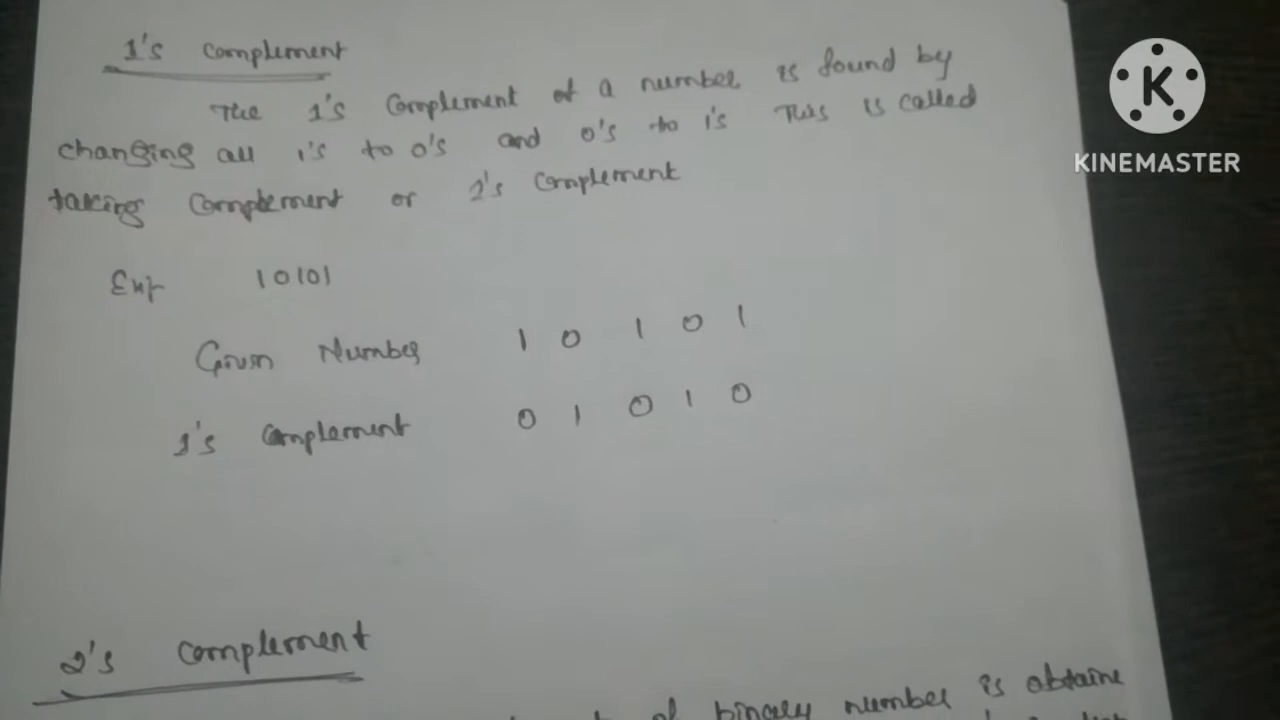 1's complement
The 1's complement of a number is found by
changing all 1's to 0's and 0's to 1's This is called
taking complement or 1's complement
Exp 10101
Given Number 1 0 1 0 1
1's complement 0 1 0 1 0
2's complement
of binary number is obtaine
K
KINEMASTER